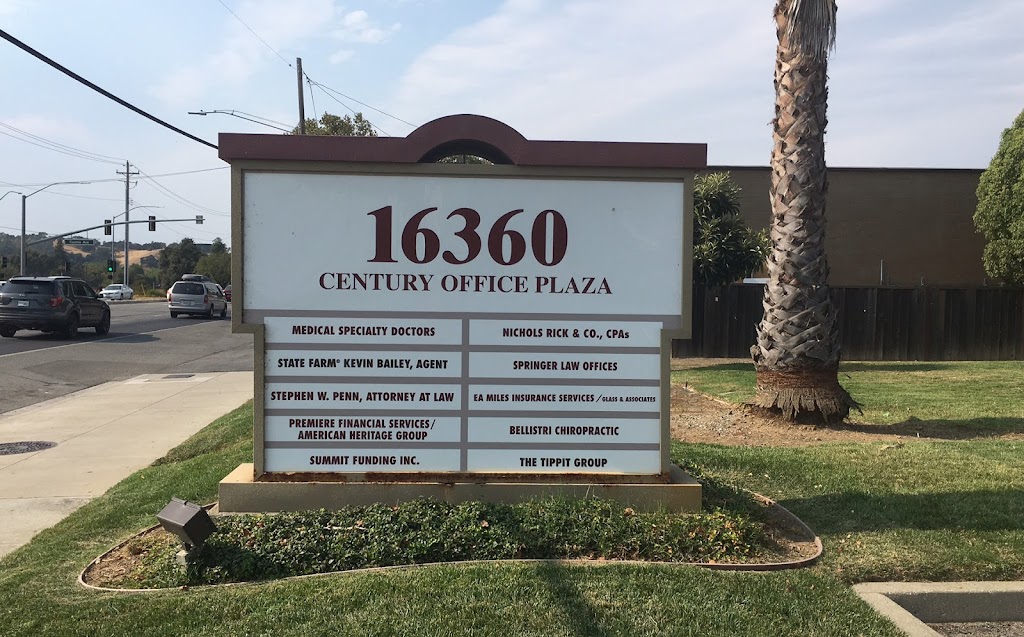 16360
CENTURY OFFICE PLAZA
MEDICAL SPECIALTY DOCTORS
STATE FARM® KEVIN BAILEY, AGENT
STEPHEN W. PENN, ATTORNEY AT LAW
PREMIERE FINANCIAL SERVICES/
AMERICAN HERITAGE GROUP
SUMMIT FUNDING INC.
NICHOLS RICK & CO., CPAs
SPRINGER LAW OFFICES
EA MILES INSURANCE SERVICES / GLASS & ASSOCIATES
BELLISTRI CHIROPRACTIC
THE TIPPIT GROUP